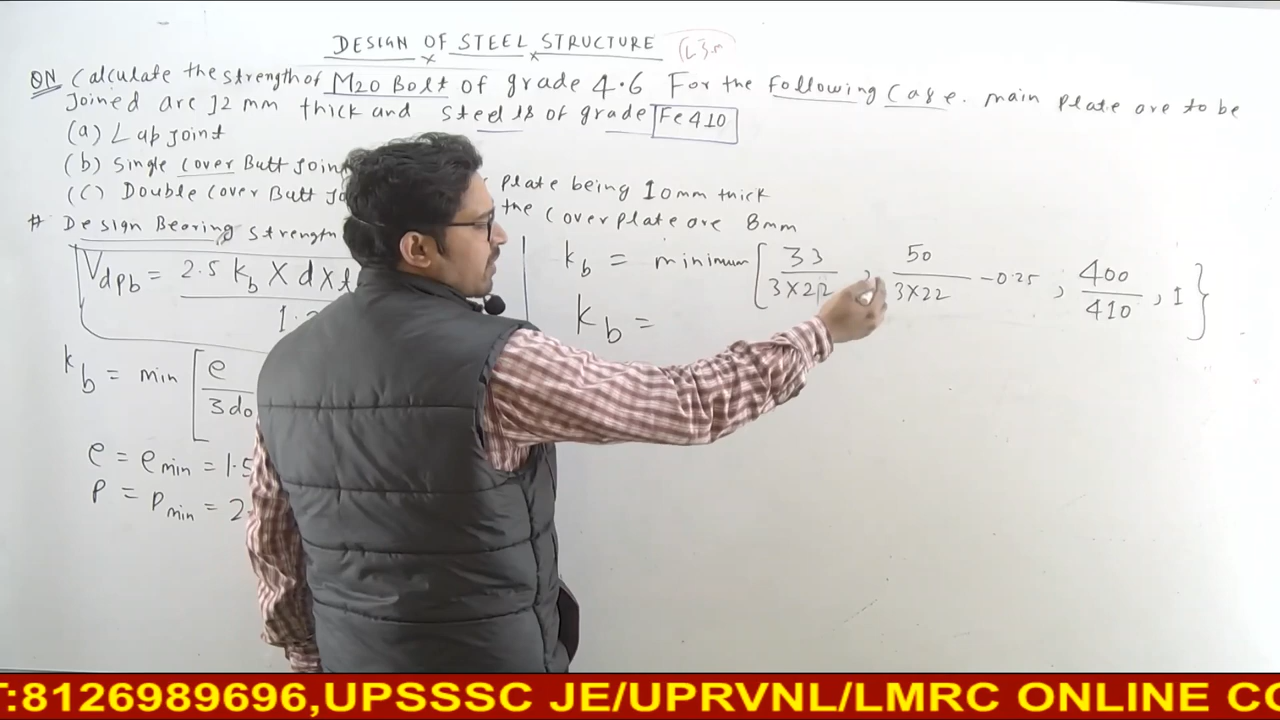 DESIGN OF STEEL STRUCTURE
QN Calculate the strength of M20 Bolt of grade 4.6 For the Following Case. main plate are to be
joined are 12 mm thick and steel is of grade Fe 410
(a) Lap joint
(b) Single cover Butt Join
(C) Double cover Butt Jo
plate being 10mm thick
the Cover plate are 8mm
# Design Bearing strength
Vdpb = 2.5 kb X d X t
1.2
kb = min [ e
3do
e = emin = 1.5
P = Pmin = 2.
kb = minimum [ 33 / 3X22 , 50 / 3X22 - 0.25 ; 400 / 410 , 1 }
kb =
T:8126989696,UPSSSC JE/UPRVNL/LMRC ONLINE CO